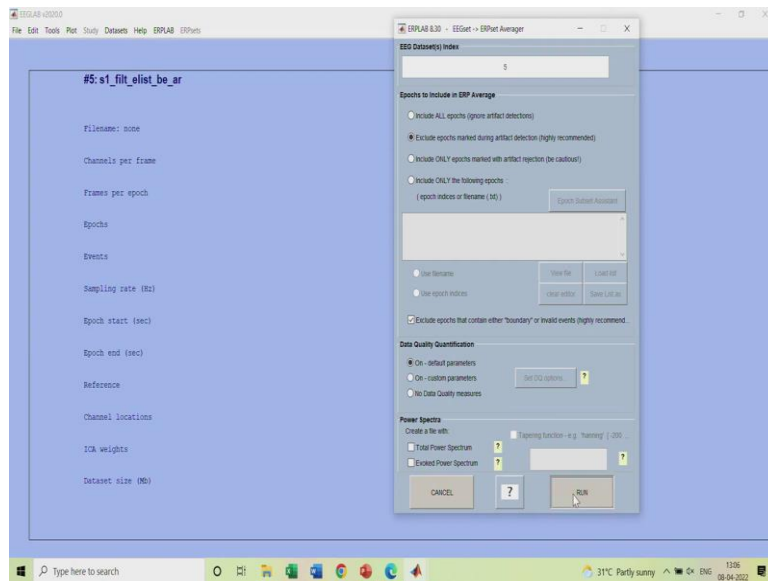 EEGLAB v2020.0
File Edit Tools Plot Study Datasets Help ERPLAB ERPsets
#5: s1_filt_elist_be_ar
Filename: none
Channels per frame
Frames per epoch
Epochs
Events
Sampling rate (Hz)
Epoch start (sec)
Epoch end (sec)
Reference
Channel locations
ICA weights
Dataset size (Mb)
ERPLAB 8.30 - EEGset -> ERPset Averager
EEG Dataset(s) Index
5
Epochs to Include in ERP Average
Include ALL epochs (ignore artifact detections)
Exclude epochs marked during artifact detection (highly recommended)
Include ONLY epochs marked with artifact rejection (be cautious!)
Include ONLY the following epochs :
( epoch indices or filename (.txt) )
Epoch Subset Assistant
Use filename
View file
Load list
Use epoch indices
clear editor
Save List as
Exclude epochs that contain either "boundary" or invalid events (highly recommend...
Data Quality Quantification
On - default parameters
On - custom parameters
Set DQ options...
?
No Data Quality measures
Power Spectra
Create a file with:
Tapering function - e.g. 'hanning' | -200 ...
Total Power Spectrum ?
Evoked Power Spectrum ?
?
CANCEL
?
RUN
Type here to search
31°C Partly sunny
ENG
13:06
08-04-2022